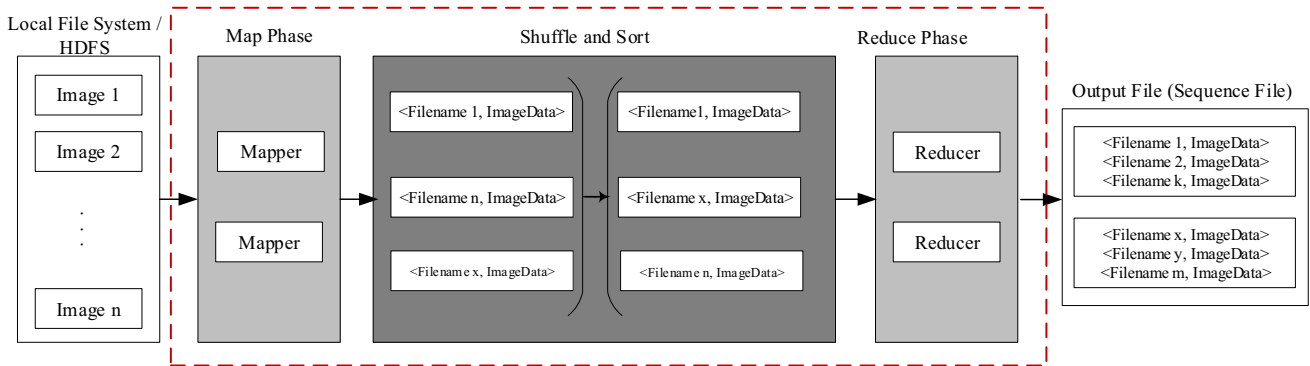 Local File System /
HDFS
Image 1
Image 2
.
.
.
Image n
Map Phase
Mapper
Mapper
Shuffle and Sort
<Filename 1, ImageData>
<Filename n, ImageData>
<Filename x, ImageData>
<Filename1, ImageData>
<Filename x, ImageData>
<Filename n, ImageData>
Reduce Phase
Reducer
Reducer
Output File (Sequence File)
<Filename 1, ImageData>
<Filename 2, ImageData>
<Filename k, ImageData>
<Filename x, ImageData>
<Filename y, ImageData>
<Filename m, ImageData>